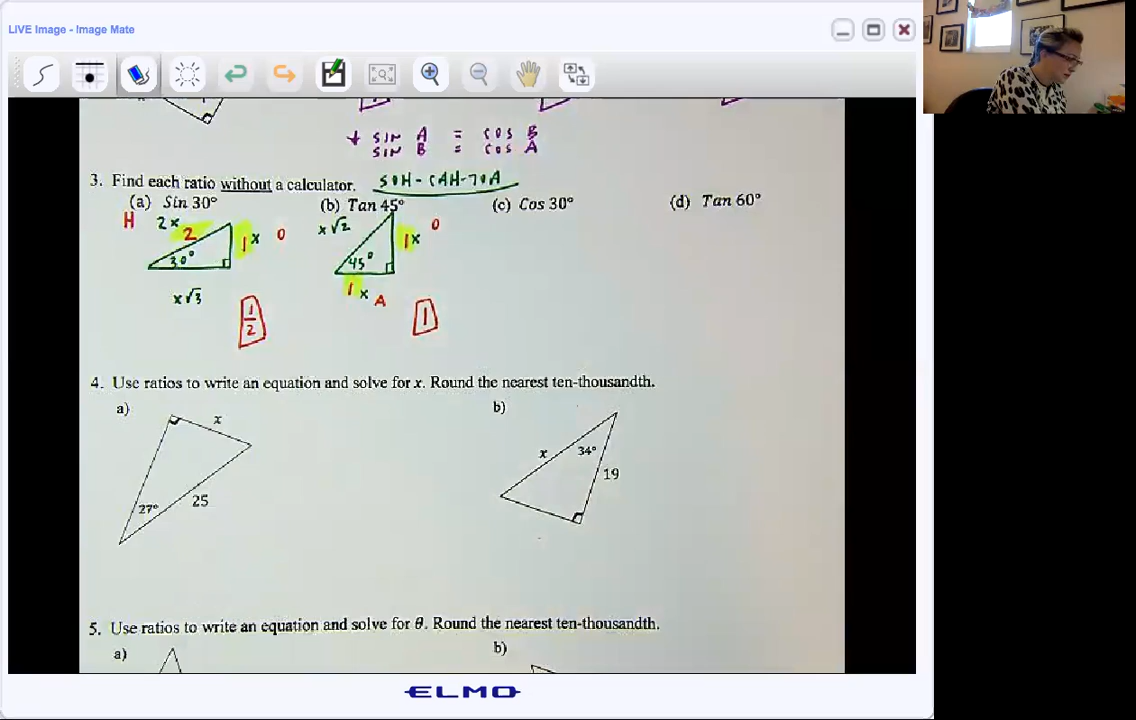 LIVE Image - Image Mate
* sin A = cos B
sin B = cos A
3. Find each ratio without a calculator. SOH-CAH-TOA
(a) Sin 30° (b) Tan 45° (c) Cos 30° (d) Tan 60°
H 2x 2 1x O x√2 1x O
30° 45°
x√3 1x A
1/2 1
4. Use ratios to write an equation and solve for x. Round the nearest ten-thousandth.
a) b)
x
x 34°
19
27° 25
5. Use ratios to write an equation and solve for θ. Round the nearest ten-thousandth.
a) b)
ELMO